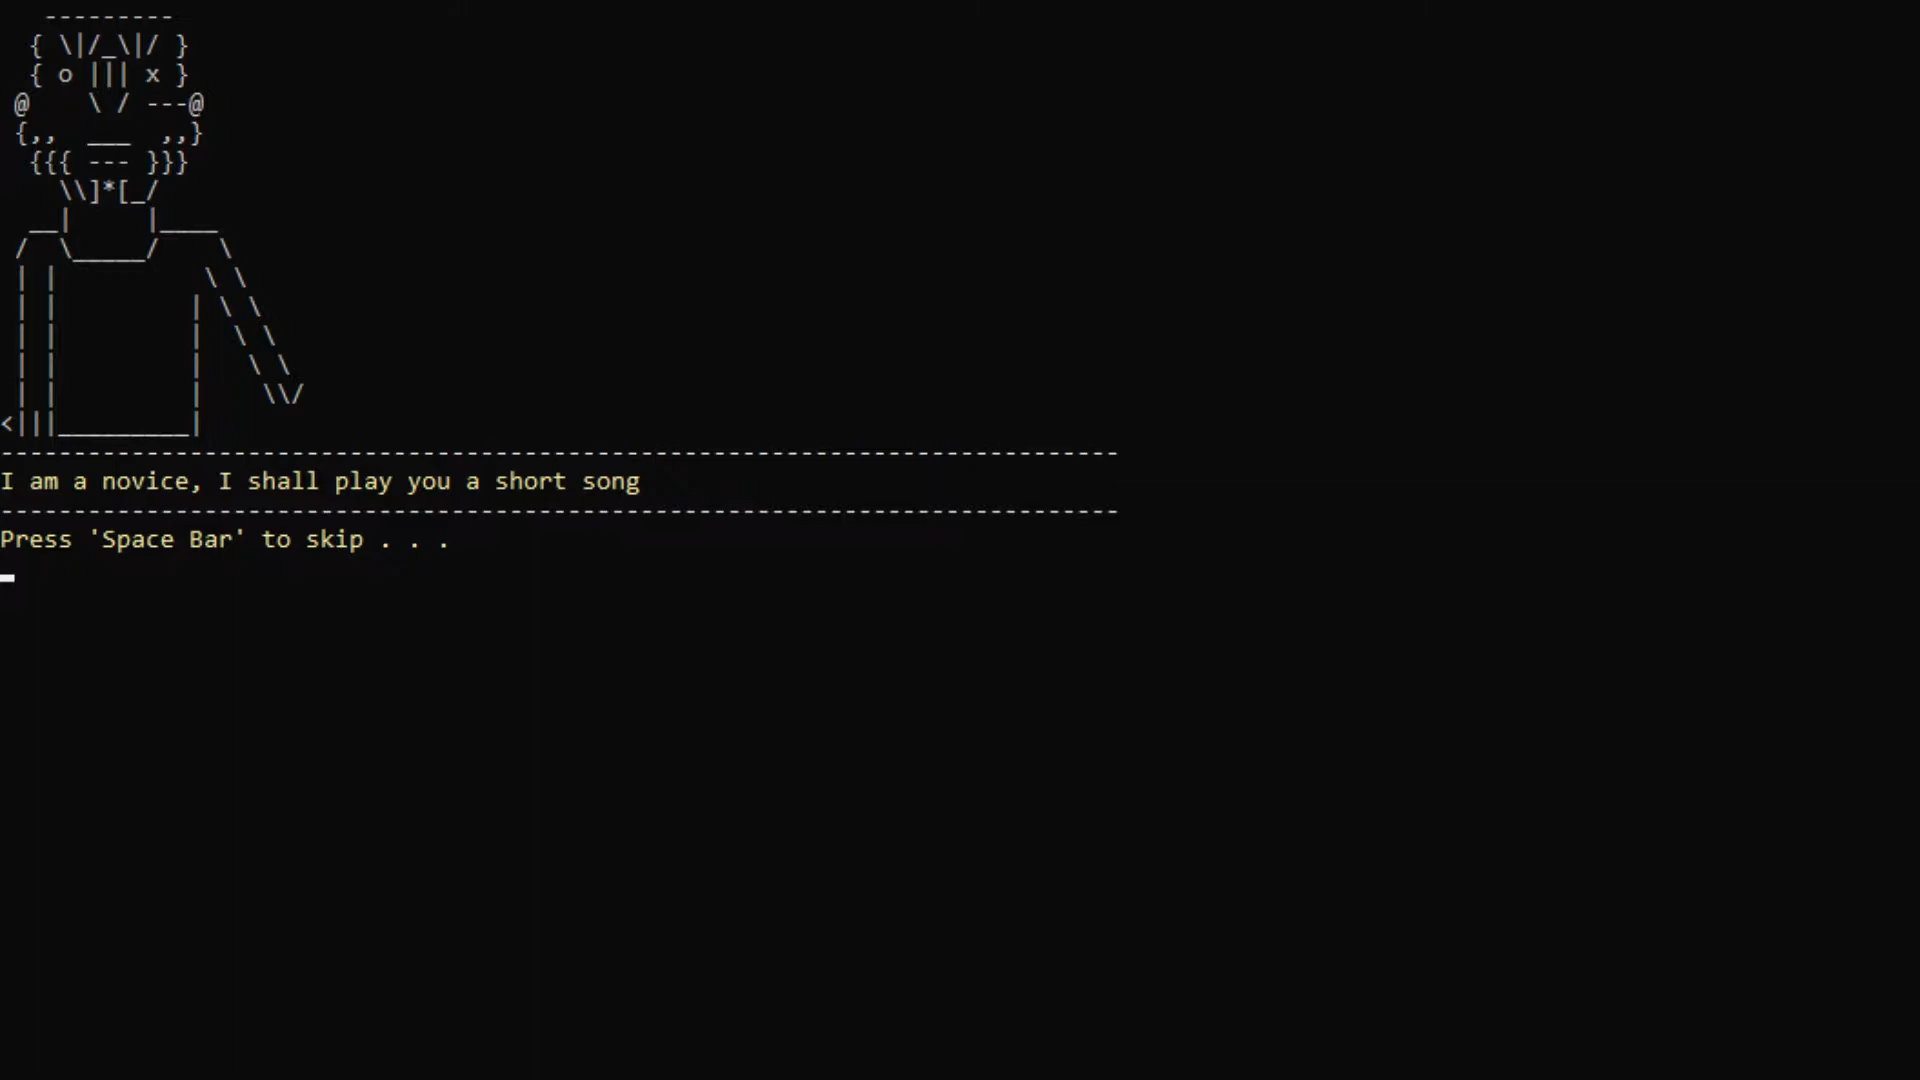 I am a novice, I shall play you a short song
Press 'Space Bar' to skip . . .